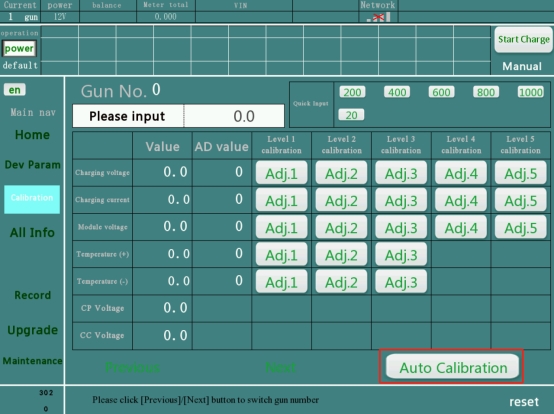 Current power balance Meter total VIN Network
1 gun 12V 0.000
operation
power
default
Start Charge
Manual
en
Main nav
Home
Dev Param
Calibration
All Info
Record
Upgrade
Maintenance
302
0
Gun No. 0
Please input 0.0
Quick Input 200 400 600 800 1000
20
Value AD value Level 1 calibration Level 2 calibration Level 3 calibration Level 4 calibration Level 5 calibration
Charging voltage 0.0 0 Adj.1 Adj.2 Adj.3 Adj.4 Adj.5
Charging current 0.0 0 Adj.1 Adj.2 Adj.3 Adj.4 Adj.5
Module voltage 0.0 0 Adj.1 Adj.2 Adj.3 Adj.4 Adj.5
Temperature (+) 0.0 0 Adj.1 Adj.2 Adj.3
Temperature (-) 0.0 0 Adj.1 Adj.2 Adj.3
CP Voltage 0.0
CC Voltage 0.0
Previous Next Auto Calibration
Please click [Previous]/[Next] button to switch gun number
reset